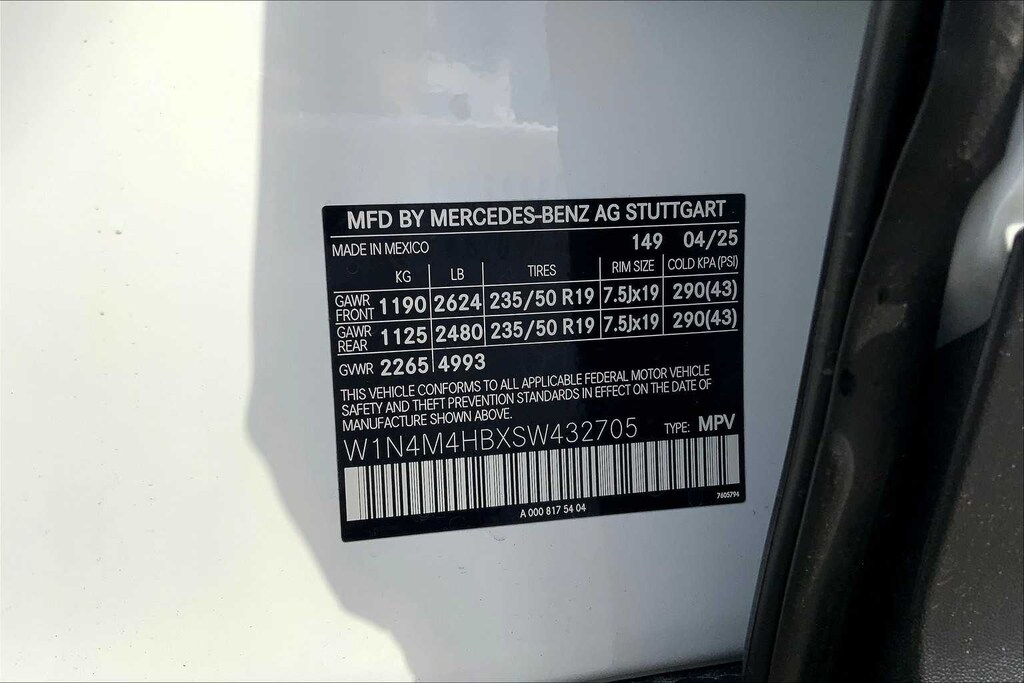 MFD BY MERCEDES-BENZ AG STUTTGART
MADE IN MEXICO 149 04/25
KG LB TIRES RIM SIZE COLD KPA (PSI)
GAWR FRONT 1190 2624 235/50 R19 7.5Jx19 290(43)
GAWR REAR 1125 2480 235/50 R19 7.5Jx19 290(43)
GVWR 2265 4993
THIS VEHICLE CONFORMS TO ALL APPLICABLE FEDERAL MOTOR VEHICLE
SAFETY AND THEFT PREVENTION STANDARDS IN EFFECT ON THE DATE OF
MANUFACTURE SHOWN ABOVE.
W1N4M4HBXSW432705 TYPE: MPV
A 000 817 54 04 7605794